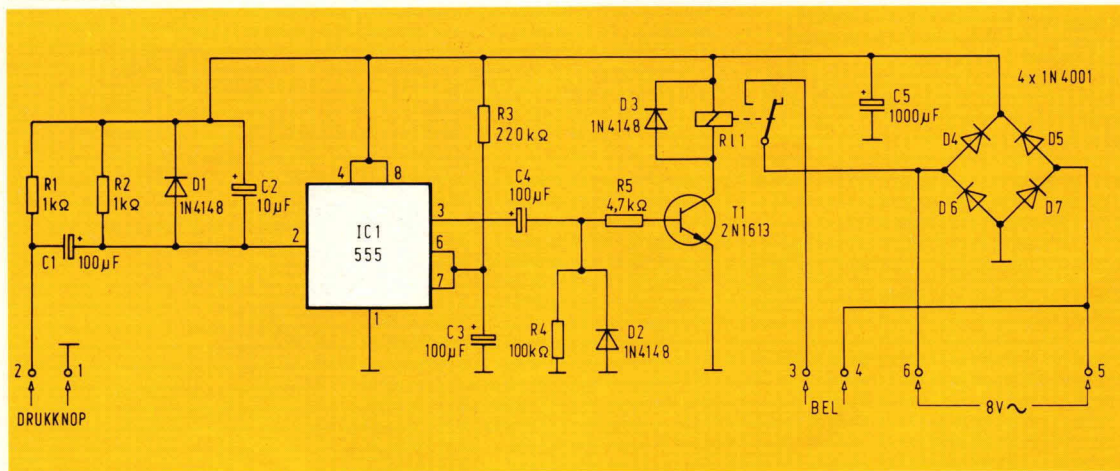 4 x 1N4001
R3
220kΩ
D3
1N4148
Rl1
C5
1000µF
D4
D5
D6
D7
R1
1kΩ
R2
1kΩ
D1
1N4148
C2
10µF
C1
100µF
4
8
IC1
555
2
3
6
7
1
C4
100µF
R5
4,7kΩ
T1
2N1613
C3
100µF
R4
100kΩ
D2
1N4148
2
1
DRUKKNOP
3
4
BEL
6
5
8V~